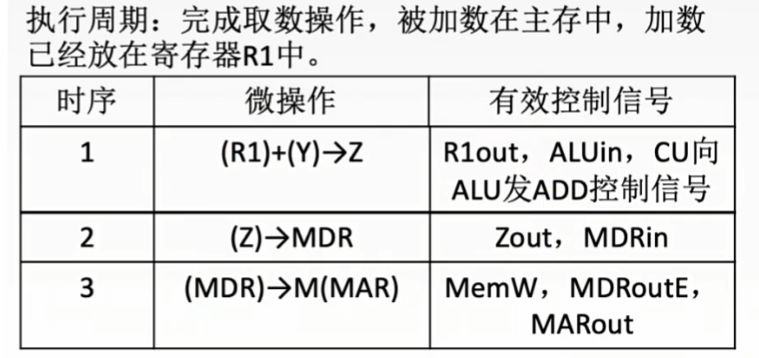 执行周期：完成取数操作，被加数在主存中，加数
已经放在寄存器R1中。
时序 微操作 有效控制信号
1 (R1)+(Y)→Z R1out，ALUin，CU向
ALU发ADD控制信号
2 (Z)→MDR Zout，MDRin
3 (MDR)→M(MAR) MemW，MDRoutE，
MARout